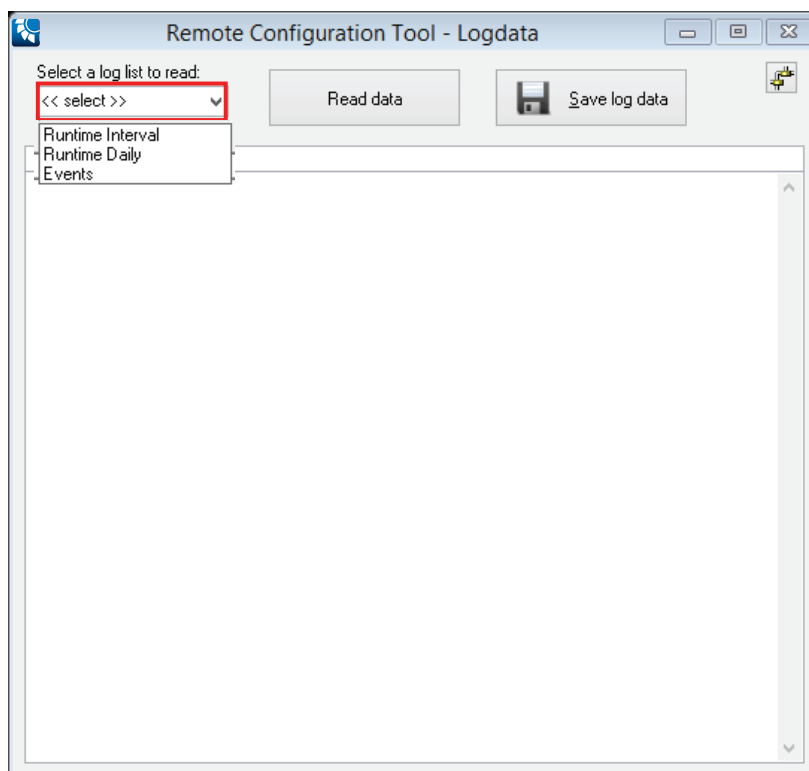 Remote Configuration Tool - Logdata
Select a log list to read:
<< select >>
Read data
Save log data
Runtime Interval
Runtime Daily
Events